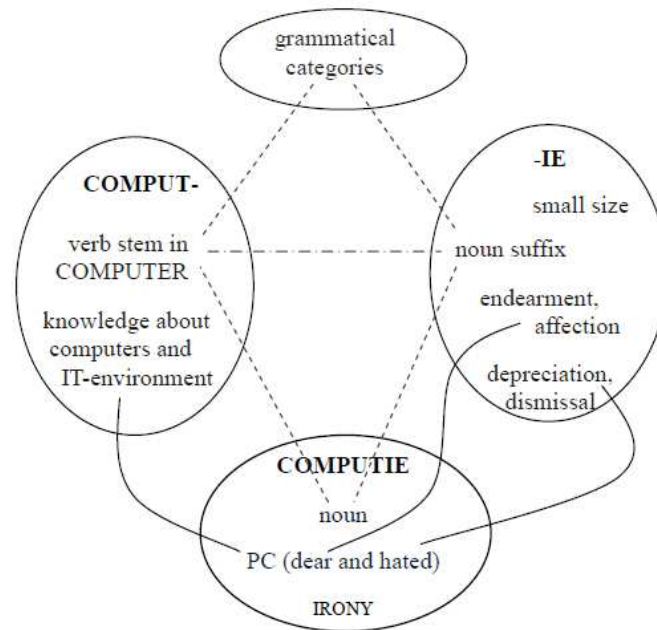 grammatical
categories
COMPUT-
verb stem in
COMPUTER
knowledge about
computers and
IT-environment
-IE
small size
noun suffix
endearment,
affection
depreciation,
dismissal
COMPUTIE
noun
PC (dear and hated)
IRONY